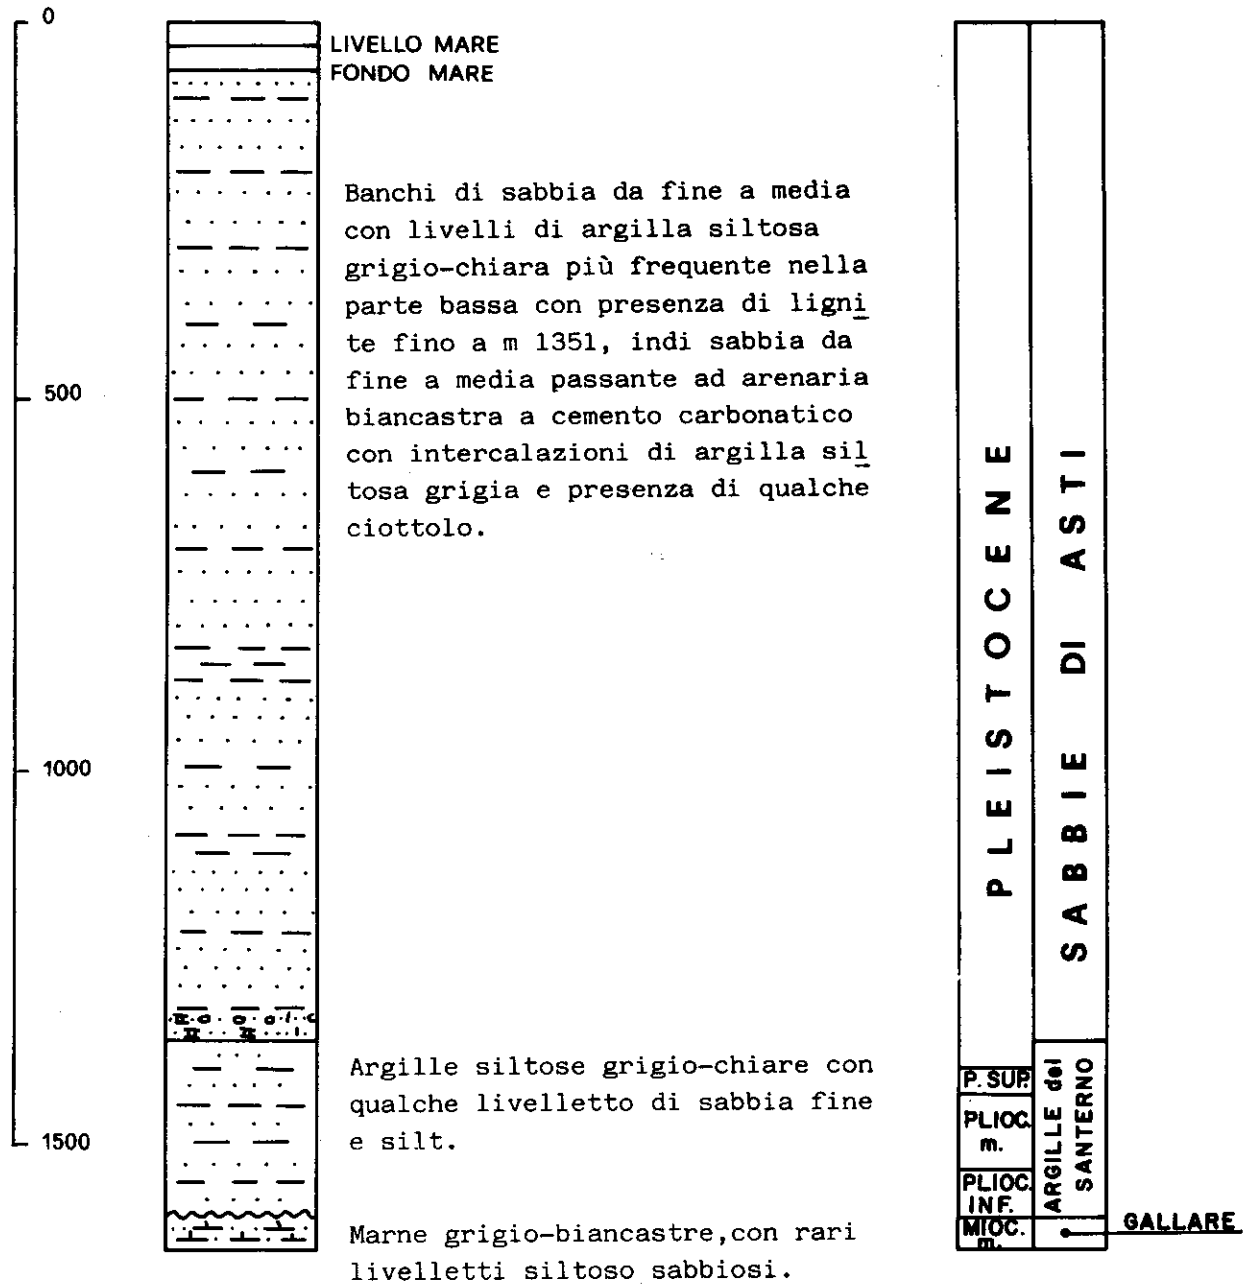 0
LIVELLO MARE
FONDO MARE
Banchi di sabbia da fine a media
con livelli di argilla siltosa
grigio-chiara più frequente nella
parte bassa con presenza di ligni
te fino a m 1351, indi sabbia da
fine a media passante ad arenaria
biancastra a cemento carbonatico
con intercalazioni di argilla sil
tosa grigia e presenza di qualche
ciottolo.
500
1000
1500
Argille siltose grigio-chiare con
qualche livelletto di sabbia fine
e silt.
Marne grigio-biancastre,con rari
livelletti siltoso sabbiosi.
PLEISTOCENE
SABBIE DI ASTI
P. SUP.
PLIOC.
m.
PLIOC.
INF.
MIOC.
m.
ARGILLE del
SANTERNO
GALLARE